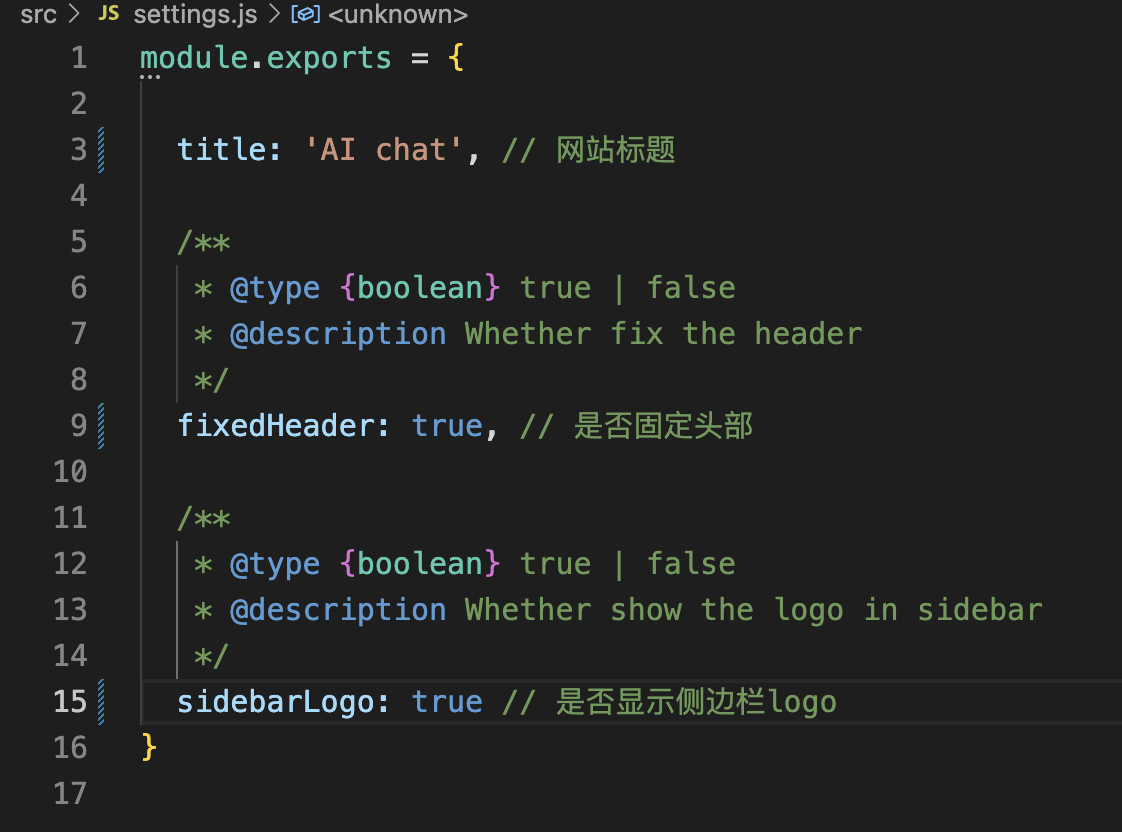 src > JS settings.js > <unknown>
1 module.exports = {
2
3 title: 'AI chat', // 网站标题
4
5 /**
6 * @type {boolean} true | false
7 * @description Whether fix the header
8 */
9 fixedHeader: true, // 是否固定头部
10
11 /**
12 * @type {boolean} true | false
13 * @description Whether show the logo in sidebar
14 */
15 sidebarLogo: true // 是否显示侧边栏logo
16 }
17